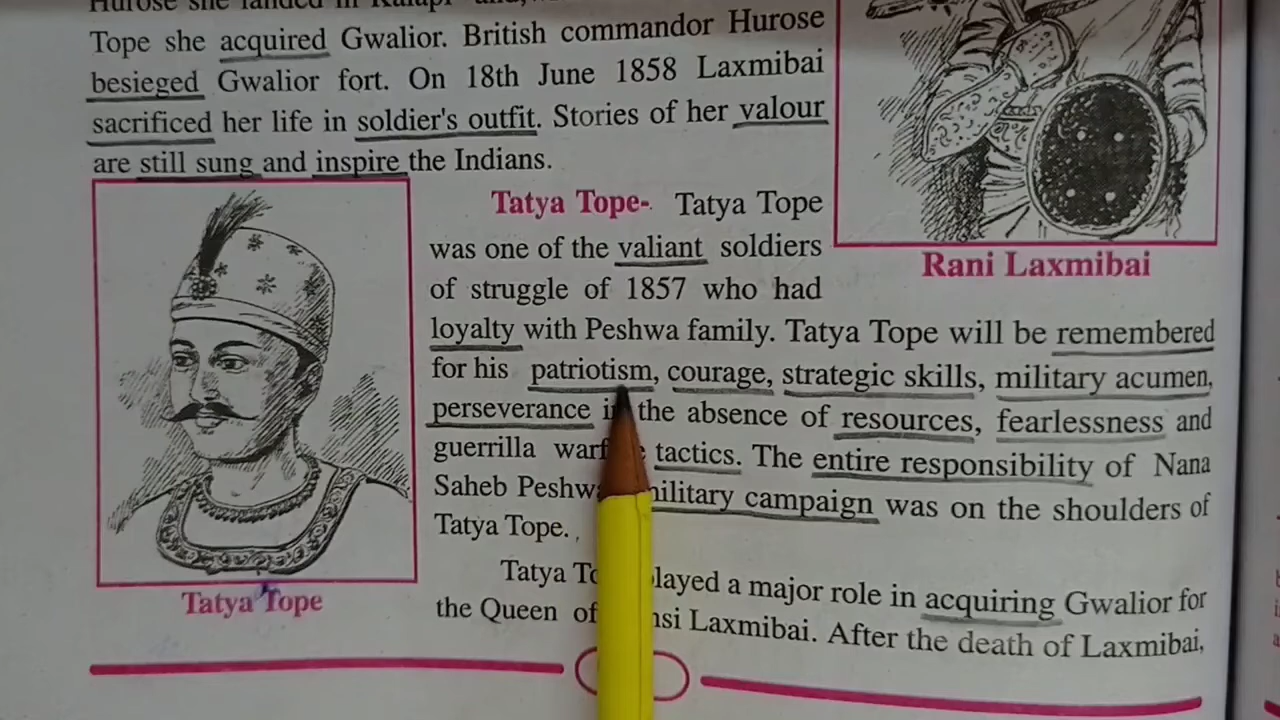 Tope she acquired Gwalior. British commandor Hurose
besieged Gwalior fort. On 18th June 1858 Laxmibai
sacrificed her life in soldier's outfit. Stories of her valour
are still sung and inspire the Indians.
Rani Laxmibai
Tatya Tope- Tatya Tope
was one of the valiant soldiers
of struggle of 1857 who had
loyalty with Peshwa family. Tatya Tope will be remembered
for his patriotism, courage, strategic skills, military acumen,
perseverance in the absence of resources, fearlessness and
guerrilla tactics. The entire responsibility of Nana
Saheb military campaign was on the shoulders of
Tatya Tope.
Tatya played a major role in acquiring Gwalior for
the Queen of Laxmibai. After the death of Laxmibai,
Tatya Tope